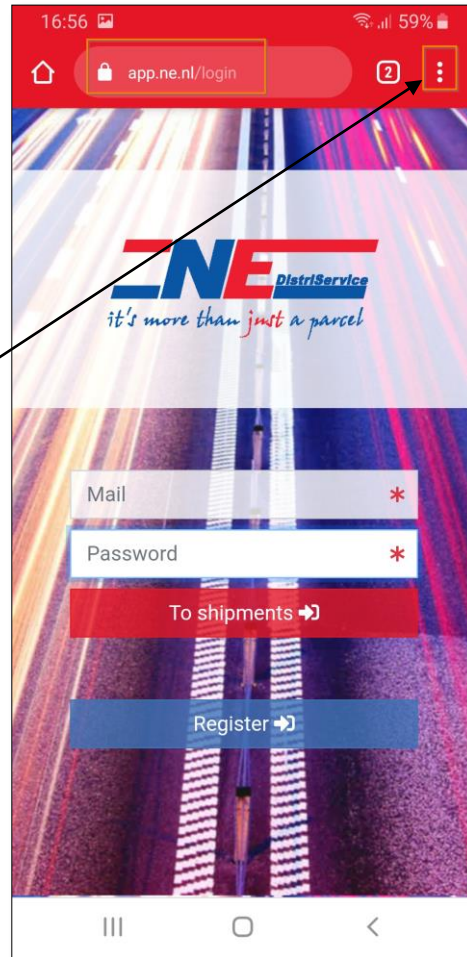 16:56 59%
app.ne.nl/login 2
NE DistriService
it's more than just a parcel
Mail *
Password *
To shipments
Register